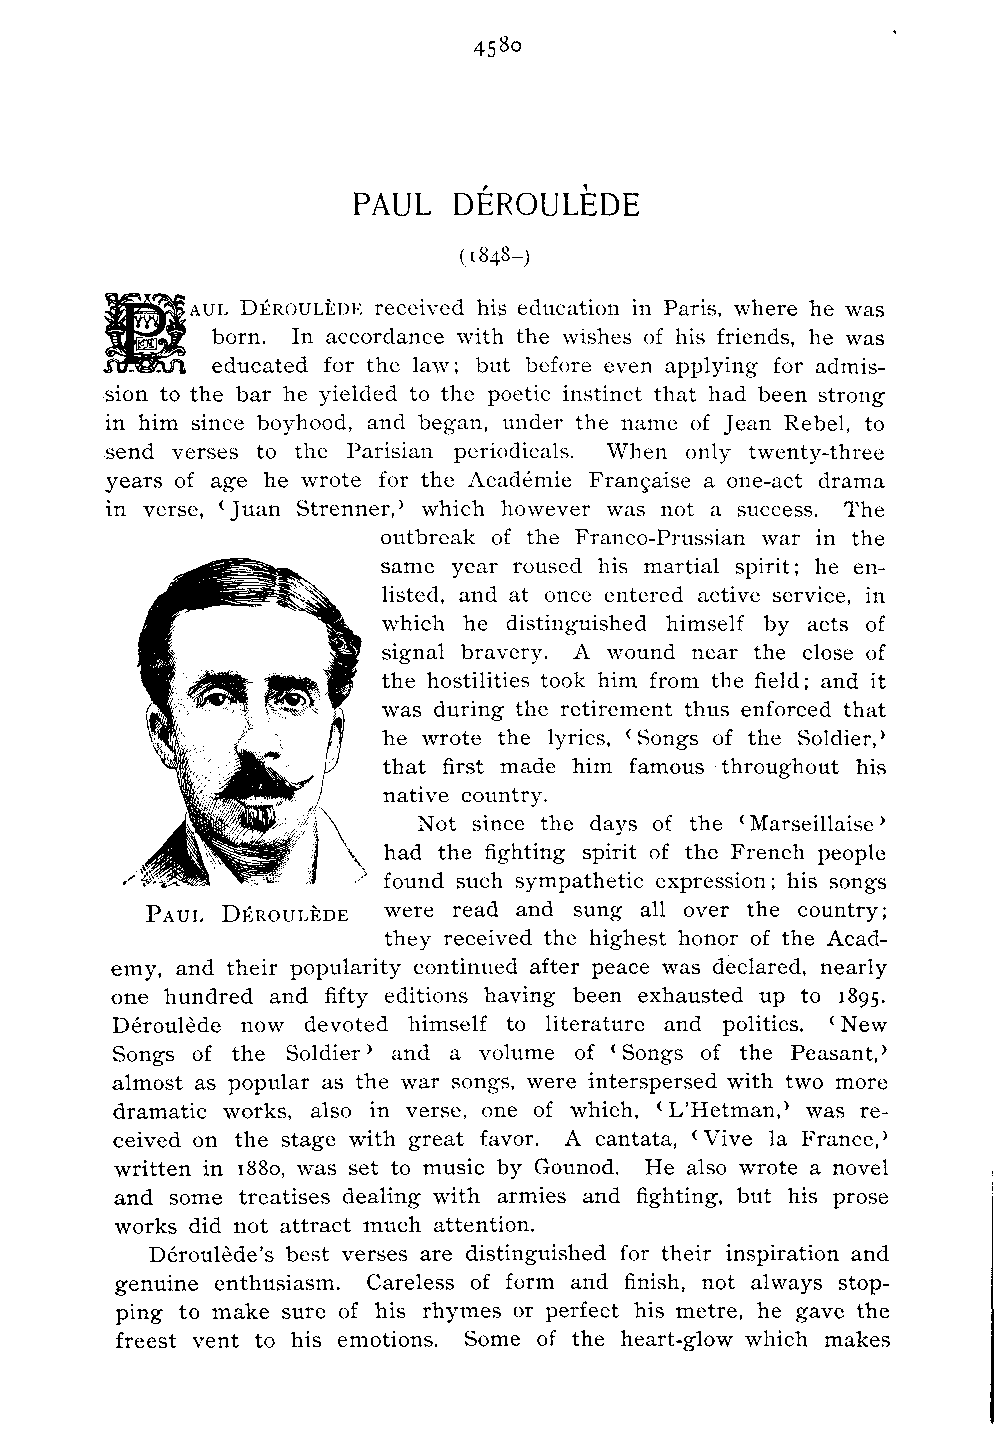 4580
PAUL DÉROULÈDE
(1848–)
PAUL DÉROULÈDE received his education in Paris, where he was
born. In accordance with the wishes of his friends, he was
educated for the law; but before even applying for admis-
sion to the bar he yielded to the poetic instinct that had been strong
in him since boyhood, and began, under the name of Jean Rebel, to
send verses to the Parisian periodicals. When only twenty-three
years of age he wrote for the Académie Française a one-act drama
in verse, ‘Juan Strenner,’ which however was not a success. The
outbreak of the Franco-Prussian war in the
same year roused his martial spirit; he en-
listed, and at once entered active service, in
which he distinguished himself by acts of
signal bravery. A wound near the close of
the hostilities took him from the field; and it
was during the retirement thus enforced that
he wrote the lyrics, ‘Songs of the Soldier,’
that first made him famous throughout his
native country.
Not since the days of the ‘Marseillaise’
had the fighting spirit of the French people
found such sympathetic expression; his songs
were read and sung all over the country;
they received the highest honor of the Acad-
emy, and their popularity continued after peace was declared, nearly
one hundred and fifty editions having been exhausted up to 1895.
Déroulède now devoted himself to literature and politics. ‘New
Songs of the Soldier’ and a volume of ‘Songs of the Peasant,’
almost as popular as the war songs, were interspersed with two more
dramatic works, also in verse, one of which, ‘L’Hetman,’ was re-
ceived on the stage with great favor. A cantata, ‘Vive la France,’
written in 1880, was set to music by Gounod. He also wrote a novel
and some treatises dealing with armies and fighting, but his prose
works did not attract much attention.
Déroulède’s best verses are distinguished for their inspiration and
genuine enthusiasm. Careless of form and finish, not always stop-
ping to make sure of his rhymes or perfect his metre, he gave the
freest vent to his emotions. Some of the heart-glow which makes
PAUL DÉROULÈDE